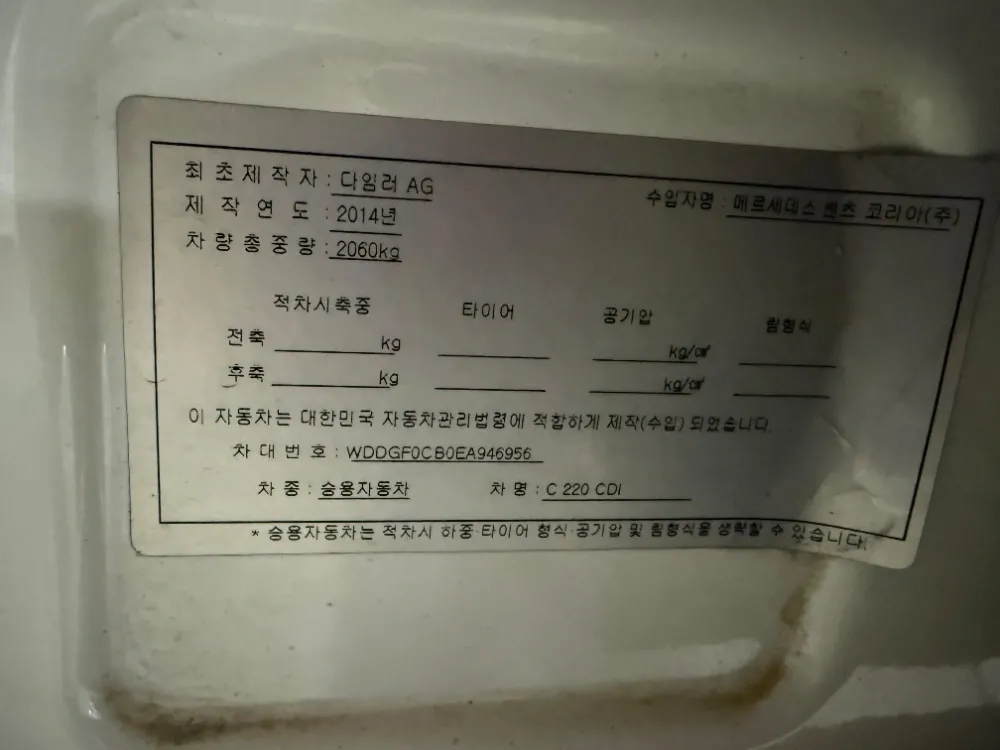 최초제작자 : 다임러 AG
수입자명 : 메르세데스 벤츠 코리아(주)
제작연도 : 2014년
차량총중량 : 2060kg
적차시축중 타이어 공기압 림형식
전축 kg kg/㎠
후축 kg kg/㎠
이 자동차는 대한민국 자동차관리법령에 적합하게 제작(수입) 되었습니다.
차대번호 : WDDGF0CB0EA946956
차종 : 승용자동차 차명 : C 220 CDI
* 승용자동차는 적차시 하중·타이어 형식·공기압 및 림형식을 생략할 수 있습니다.